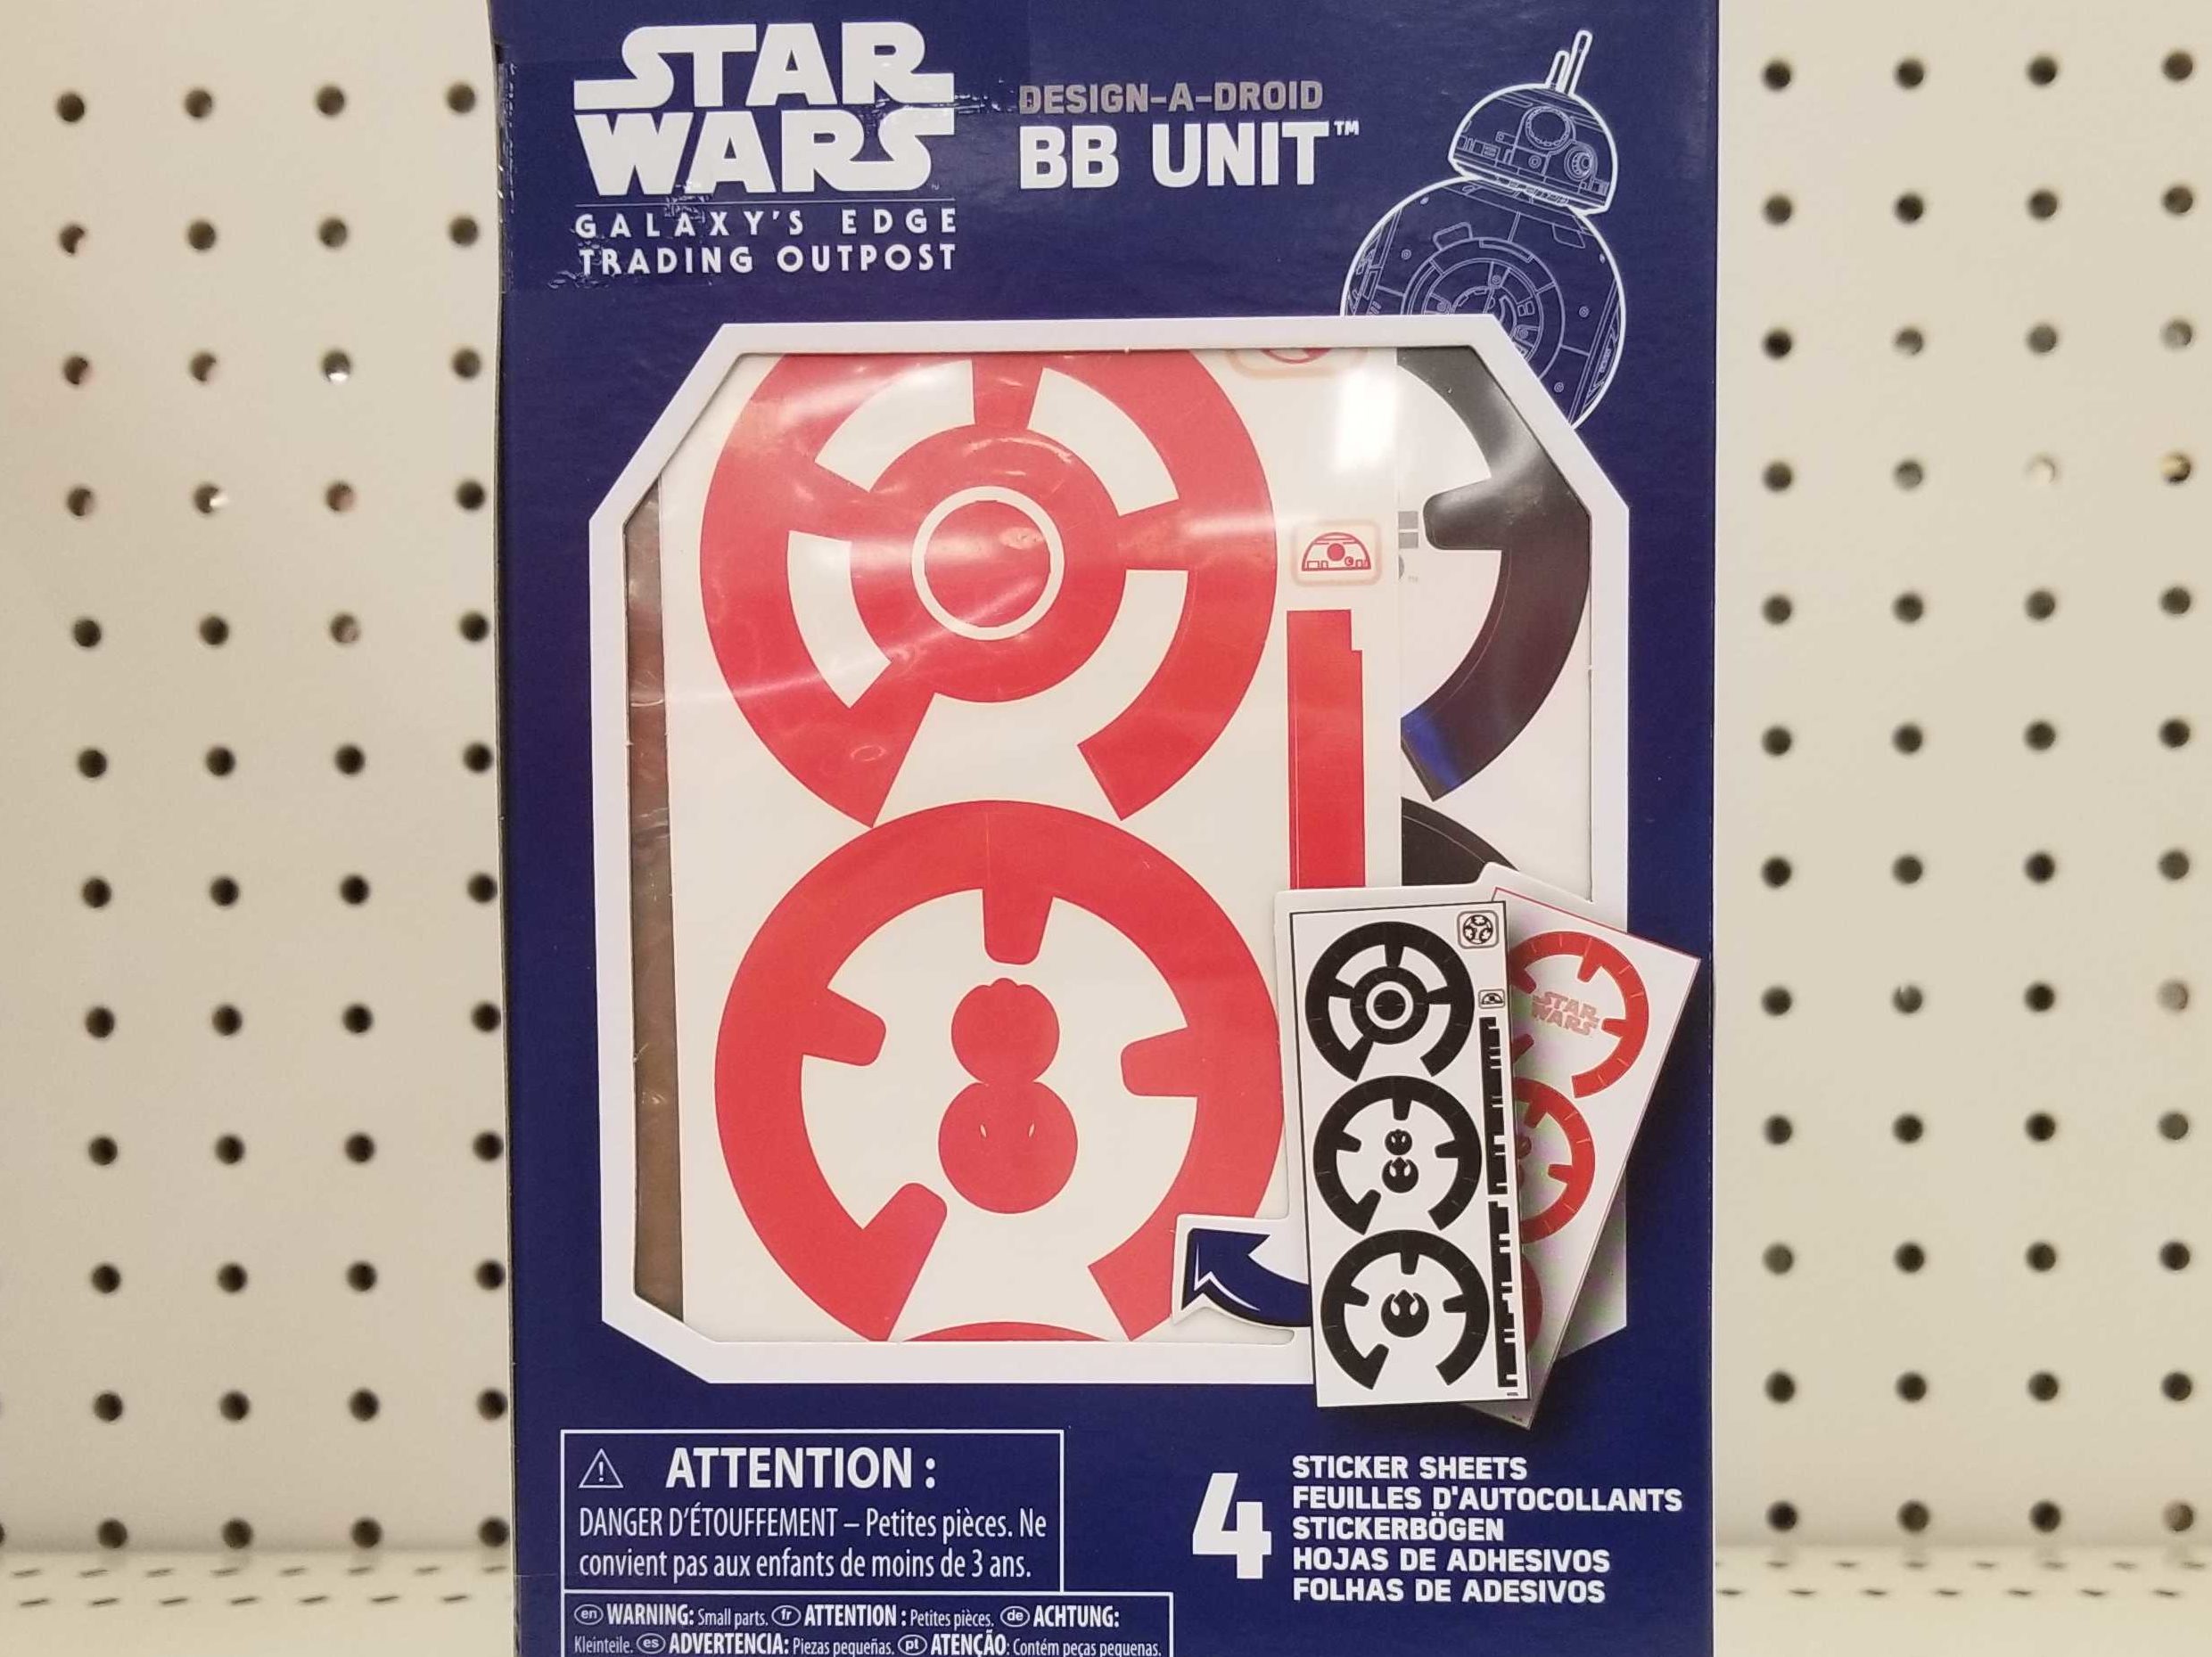 STAR
WARS
GALAXY'S EDGE
TRADING OUTPOST
DESIGN-A-DROID
BB UNIT™
STAR
WARS
⚠ ATTENTION :
DANGER D'ÉTOUFFEMENT – Petites pièces. Ne
convient pas aux enfants de moins de 3 ans.
en WARNING: Small parts. fr ATTENTION : Petites pièces. de ACHTUNG:
Kleinteile. es ADVERTENCIA: Piezas pequeñas. pt ATENÇÃO: Contém peças pequenas.
4
STICKER SHEETS
FEUILLES D'AUTOCOLLANTS
STICKERBÖGEN
HOJAS DE ADHESIVOS
FOLHAS DE ADESIVOS